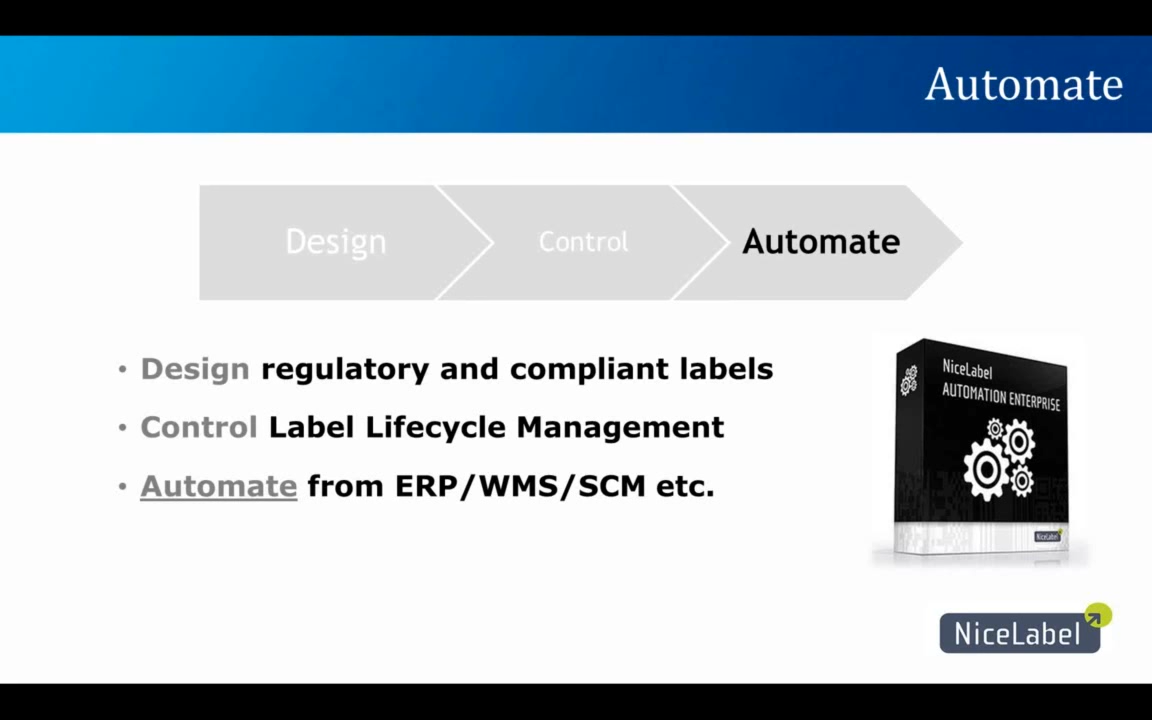 Automate
Design
Control
Automate
• Design regulatory and compliant labels
• Control Label Lifecycle Management
• Automate from ERP/WMS/SCM etc.
NiceLabel
AUTOMATION ENTERPRISE
NiceLabel
NiceLabel